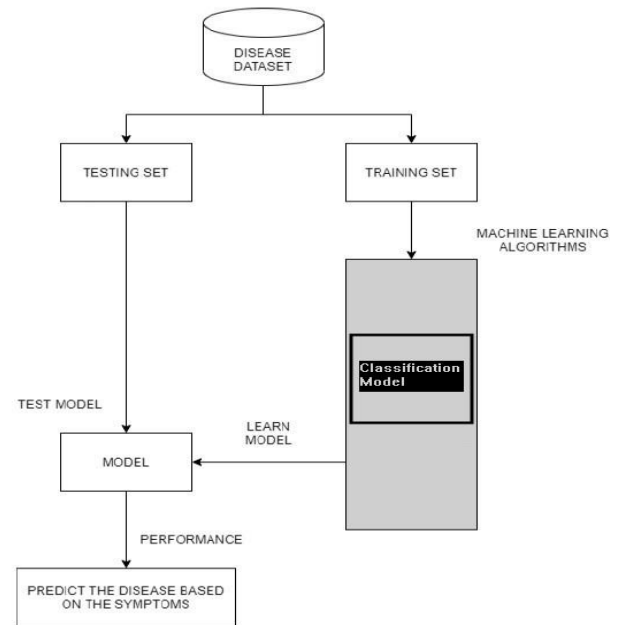 DISEASE
DATASET
TESTING SET
TRAINING SET
MACHINE LEARNING
ALGORITHMS
Classification
Model
TEST MODEL
LEARN
MODEL
MODEL
PERFORMANCE
PREDICT THE DISEASE BASED
ON THE SYMPTOMS